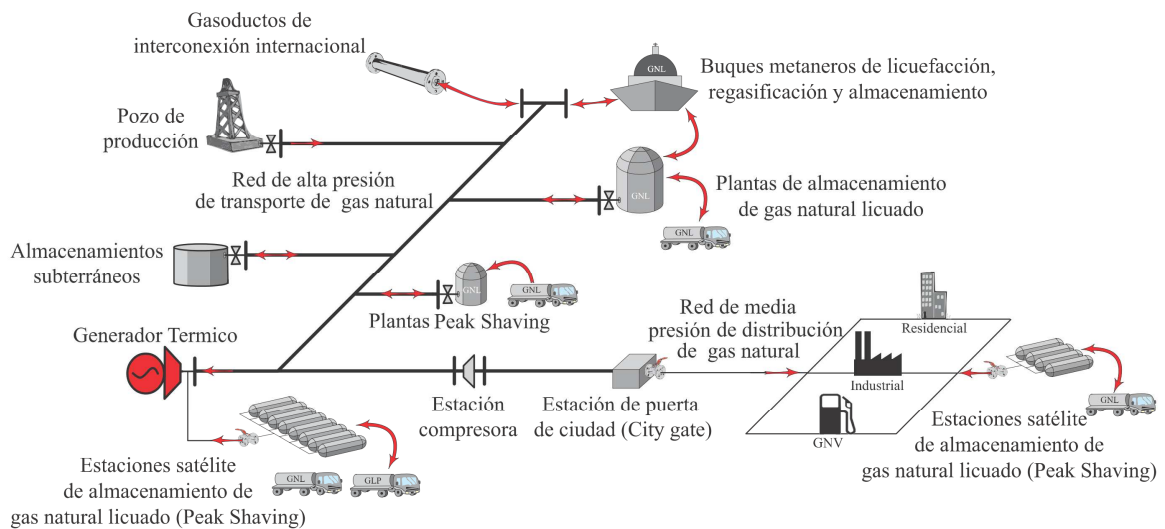 Gasoductos de
interconexión internacional
GNL
Buques metaneros de licuefacción,
regasificación y almacenamiento
Pozo de
producción
Red de alta presión
de transporte de gas natural
GNL
Plantas de almacenamiento
de gas natural licuado
GNL
Almacenamientos
subterráneos
GNL
GNL
Plantas Peak Shaving
Generador Termico
Red de media
presión de distribución
de gas natural
Residencial
Industrial
GNV
Estación
compresora
Estación de puerta
de ciudad (City gate)
GNL
Estaciones satélite
de almacenamiento de
gas natural licuado (Peak Shaving)
Estaciones satélite
de almacenamiento de
gas natural licuado (Peak Shaving)
GNL
GLP